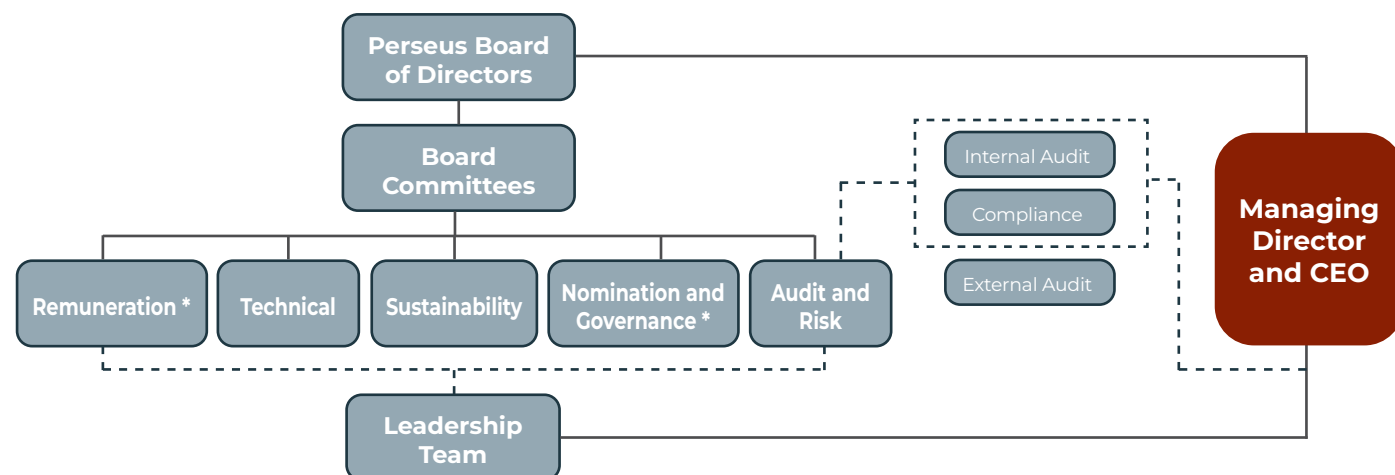 Perseus Board
of Directors
Board
Committees
Internal Audit
Compliance
External Audit
Managing
Director
and CEO
Remuneration *
Technical
Sustainability
Nomination and
Governance *
Audit and
Risk
Leadership
Team